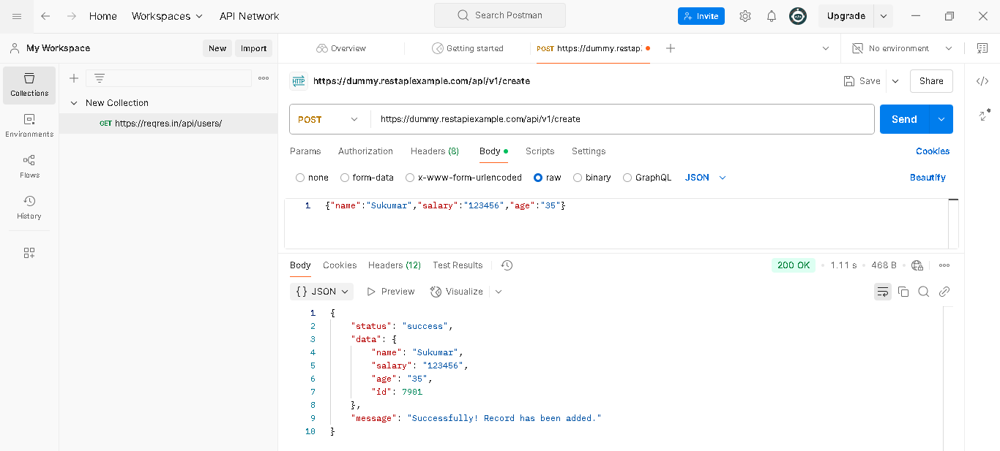 Home Workspaces API Network Search Postman Invite Upgrade
My Workspace New Import Overview Getting started POST https://dummy.restapi No environment
Collections
Environments
Flows
History
New Collection
GET https://reqres.in/api/users/
HTTP https://dummy.restapiexample.com/api/v1/create Save Share
POST https://dummy.restapiexample.com/api/v1/create Send
Params Authorization Headers (8) Body Scripts Settings Cookies
none form-data x-www-form-urlencoded raw binary GraphQL JSON Beautify
1 {"name":"Sukumar","salary":"123456","age":"35"}
Body Cookies Headers (12) Test Results 200 OK 1.11 s 468 B
{} JSON Preview Visualize
1 {
2 "status": "success",
3 "data": {
4 "name": "Sukumar",
5 "salary": "123456",
6 "age": "35",
7 "id": 7901
8 },
9 "message": "Successfully! Record has been added."
10 }